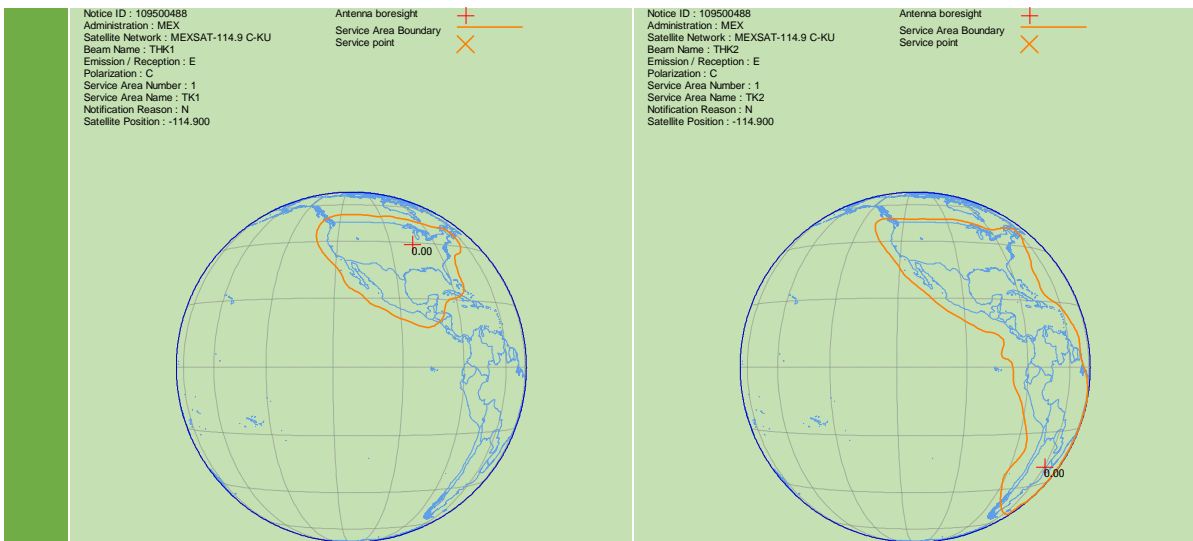 Notice ID : 109500488
Administration : MEX
Satellite Network : MEXSAT-114.9 C-KU
Beam Name : THK1
Emission / Reception : E
Polarization : C
Service Area Number : 1
Service Area Name : TK1
Notification Reason : N
Satellite Position : -114.900
Antenna boresight
Service Area Boundary
Service point
0.00
Notice ID : 109500488
Administration : MEX
Satellite Network : MEXSAT-114.9 C-KU
Beam Name : THK2
Emission / Reception : E
Polarization : C
Service Area Number : 1
Service Area Name : TK2
Notification Reason : N
Satellite Position : -114.900
Antenna boresight
Service Area Boundary
Service point
0.00